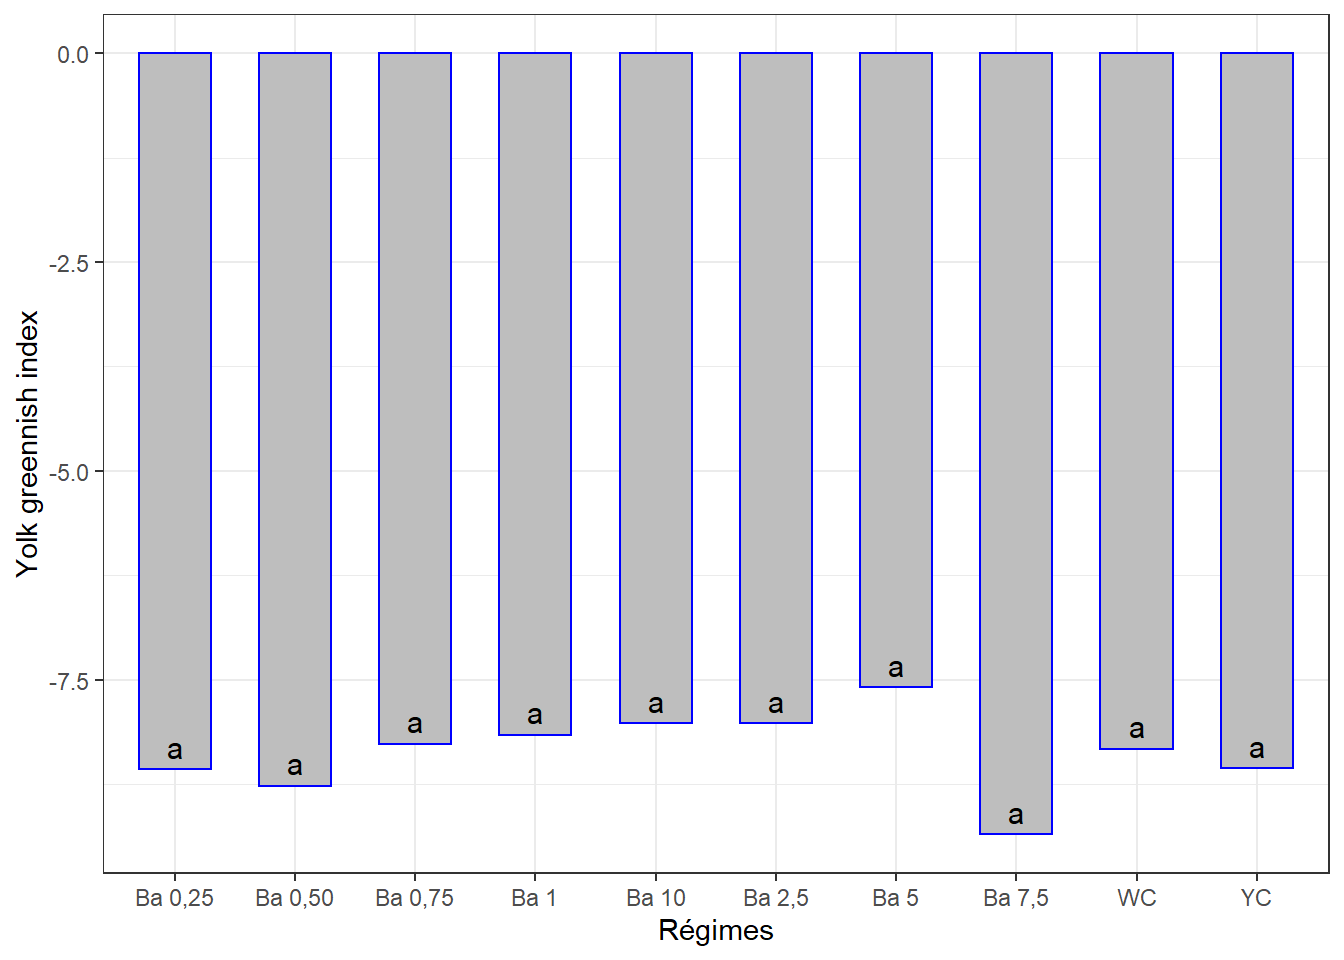 0.0
-2.5
-5.0
-7.5
Yolk greennish index
a a a a a a a a a a
Ba 0,25 Ba 0,50 Ba 0,75 Ba 1 Ba 10 Ba 2,5 Ba 5 Ba 7,5 WC YC
Régimes